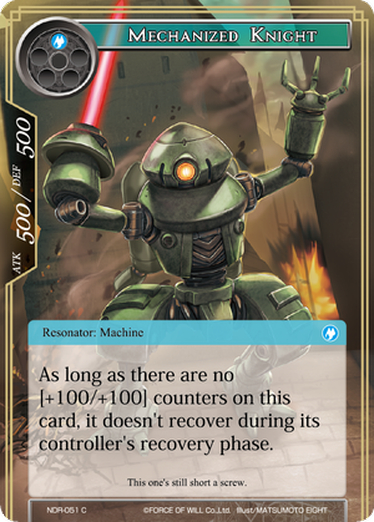 Mechanized Knight
ATK 500 / DEF 500
Resonator: Machine
As long as there are no
[+100/+100] counters on this
card, it doesn't recover during its
controller's recovery phase.
This one's still short a screw.
NDR-051 C ©FORCE OF WILL Co.,Ltd. Illust/MATSUMOTO EIGHT